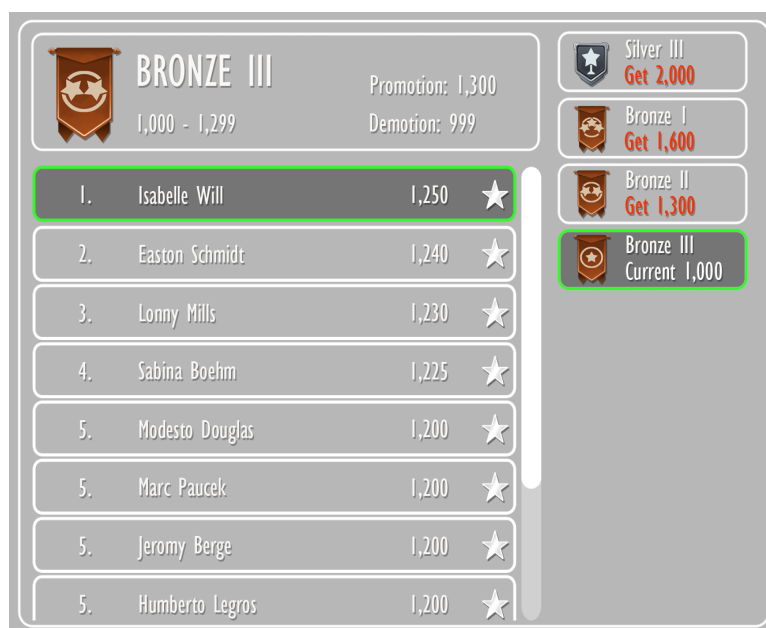 BRONZE III
1,000 - 1,299
Promotion: 1,300
Demotion: 999
1. Isabelle Will 1,250
2. Easton Schmidt 1,240
3. Lonny Mills 1,230
4. Sabina Boehm 1,225
5. Modesto Douglas 1,200
5. Marc Paucek 1,200
5. Jeromy Berge 1,200
5. Humberto Legros 1,200
Silver III
Get 2,000
Bronze I
Get 1,600
Bronze II
Get 1,300
Bronze III
Current 1,000